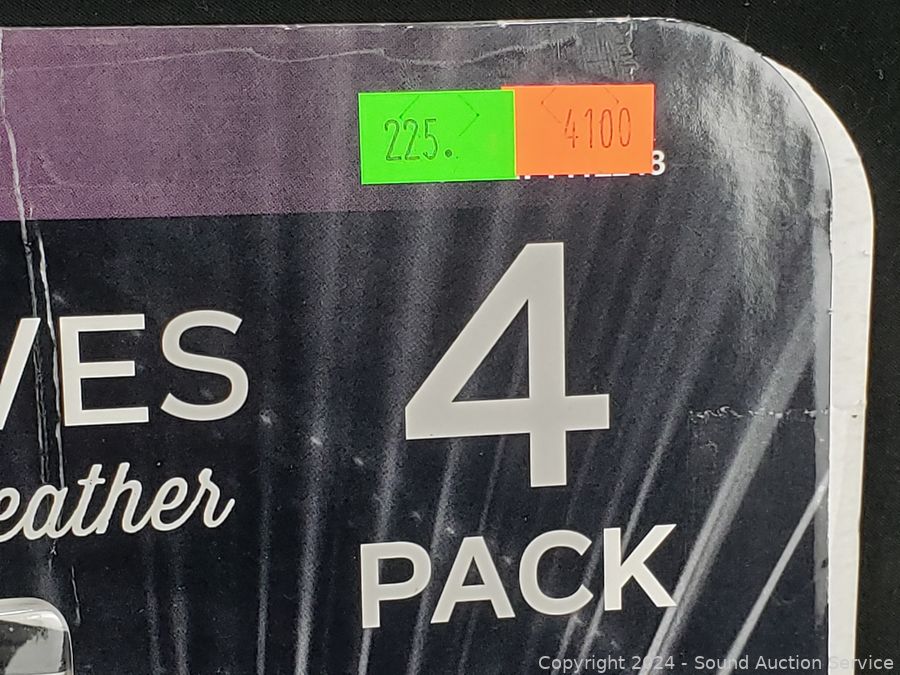 225.
4100
4
VES
eather
PACK
Copyright 2024 - Sound Auction Service